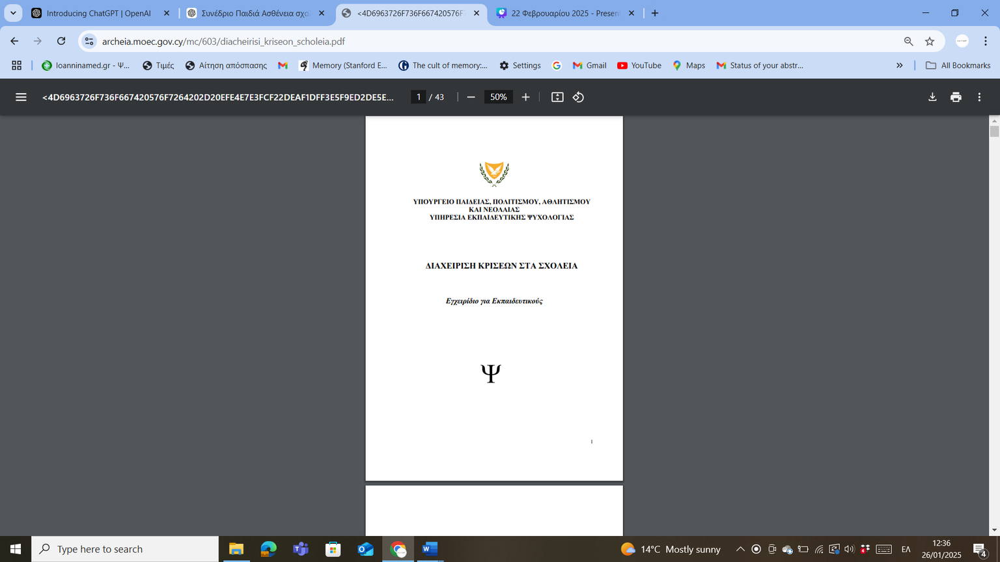 Introducing ChatGPT | OpenAI
Συνέδριο Παιδιά Ασθένεια σχο
<4D6963726F736F667420576F7
22 Φεβρουαρίου 2025 - Present
archeia.moec.gov.cy/mc/603/diacheirisi_kriseon_scholeia.pdf
Ioanninamed.gr - Ψ...
Τιμές
Αίτηση απόσπασης
Memory (Stanford E...
The cult of memory:...
Settings
Gmail
YouTube
Maps
Status of your abstr...
All Bookmarks
<4D6963726F736F667420576F7264202D20EFE4E7E3FCF22DEAF1DFF3E5F9ED2DE5E...
1 / 43
50%
ΥΠΟΥΡΓΕΙΟ ΠΑΙΔΕΙΑΣ, ΠΟΛΙΤΙΣΜΟΥ, ΑΘΛΗΤΙΣΜΟΥ
ΚΑΙ ΝΕΟΛΑΙΑΣ
ΥΠΗΡΕΣΙΑ ΕΚΠΑΙΔΕΥΤΙΚΗΣ ΨΥΧΟΛΟΓΙΑΣ
ΔΙΑΧΕΙΡΙΣΗ ΚΡΙΣΕΩΝ ΣΤΑ ΣΧΟΛΕΙΑ
Εγχειρίδιο για Εκπαιδευτικούς
Ψ
1
Type here to search
14°C Mostly sunny
ΕΛ
12:36
26/01/2025
4